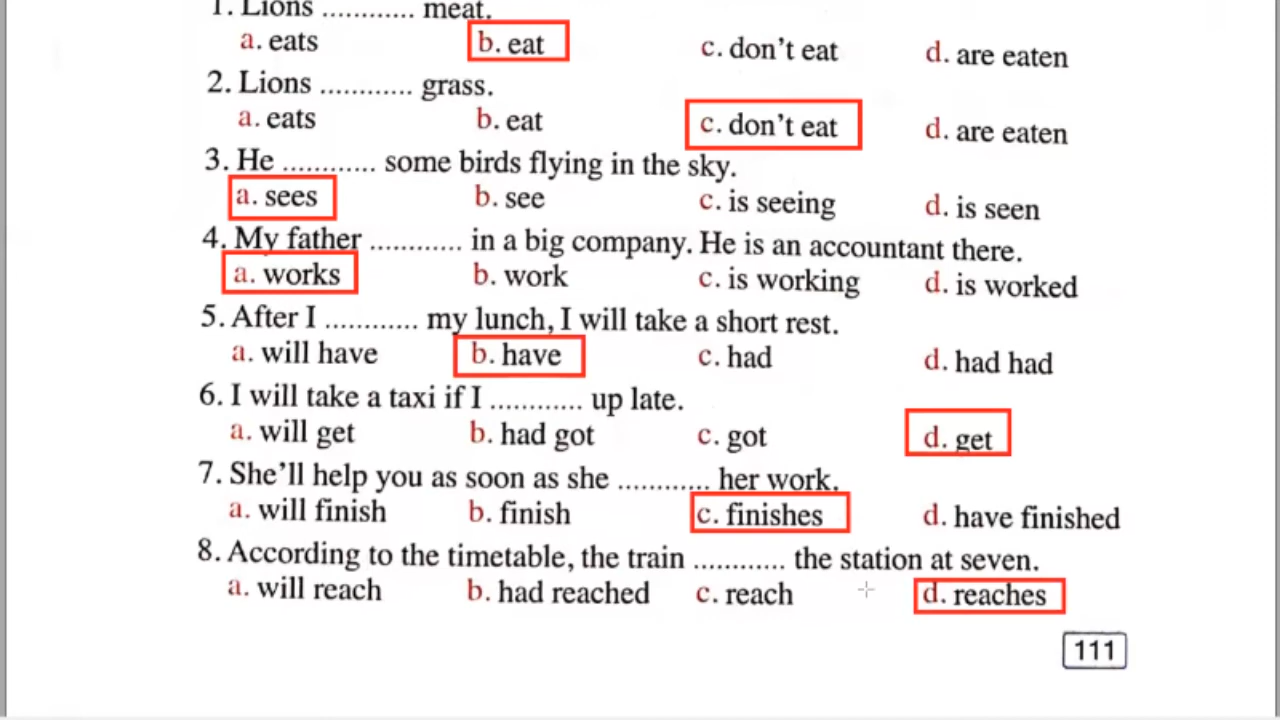 1. Lions ............ meat.
a. eats b. eat c. don't eat d. are eaten
2. Lions ............ grass.
a. eats b. eat c. don't eat d. are eaten
3. He ............ some birds flying in the sky.
a. sees b. see c. is seeing d. is seen
4. My father ............ in a big company. He is an accountant there.
a. works b. work c. is working d. is worked
5. After I ............ my lunch, I will take a short rest.
a. will have b. have c. had d. had had
6. I will take a taxi if I ............ up late.
a. will get b. had got c. got d. get
7. She'll help you as soon as she ............ her work.
a. will finish b. finish c. finishes d. have finished
8. According to the timetable, the train ............ the station at seven.
a. will reach b. had reached c. reach d. reaches
111